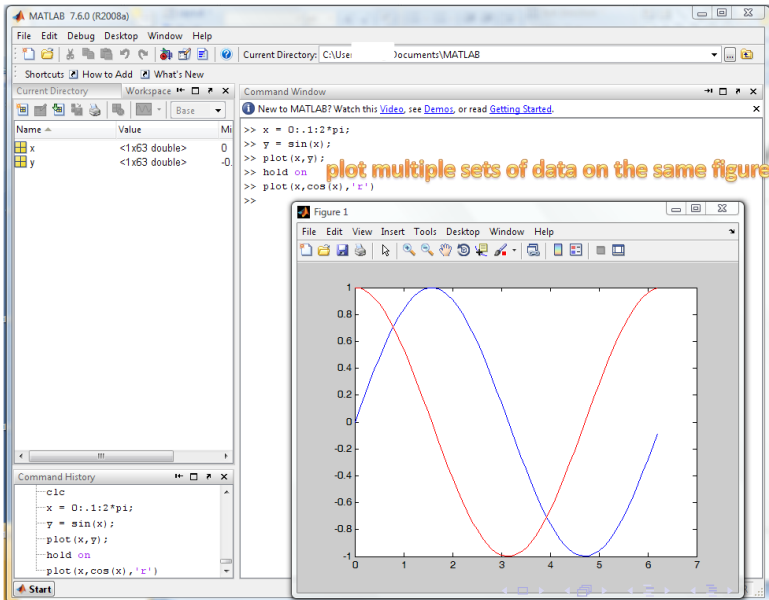 MATLAB 7.6.0 (R2008a)
File Edit Debug Desktop Window Help
Current Directory: C:\User Documents\MATLAB
Shortcuts How to Add What's New
Current Directory Workspace
Base
Name Value Mi
x <1x63 double> 0
y <1x63 double> -0.
Command Window
New to MATLAB? Watch this Video, see Demos, or read Getting Started.
>> x = 0:.1:2*pi;
>> y = sin(x);
>> plot(x,y);
>> hold on
>> plot(x,cos(x),'r')
>>
plot multiple sets of data on the same figure
Figure 1
File Edit View Insert Tools Desktop Window Help
1
0.8
0.6
0.4
0.2
0
-0.2
-0.4
-0.6
-0.8
-1
0 1 2 3 4 5 6 7
Command History
clc
x = 0:.1:2*pi;
y = sin(x);
plot(x,y);
hold on
plot(x,cos(x),'r')
Start